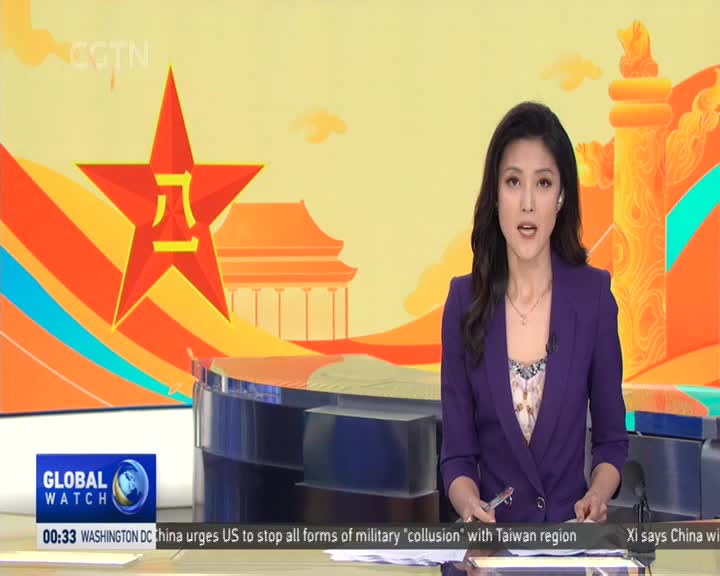 CGTN
八一
GLOBAL
WATCH
00:33 WASHINGTON DC
China urges US to stop all forms of military "collusion" with Taiwan region Xi says China wi